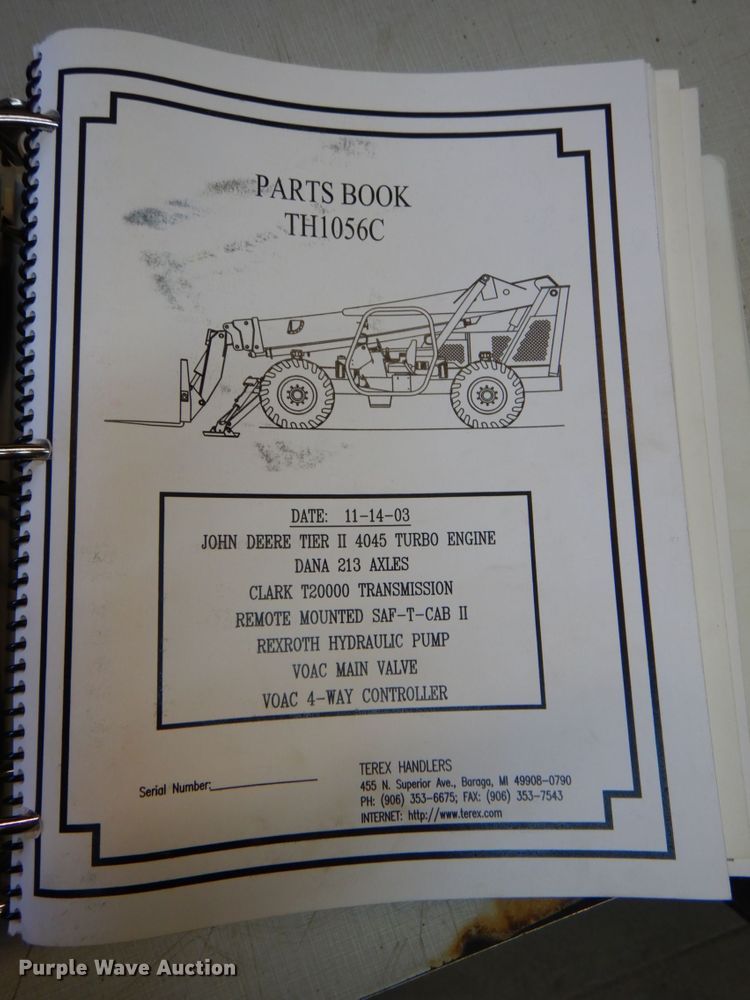 PARTS BOOK
TH1056C
DATE: 11-14-03
JOHN DEERE TIER II 4045 TURBO ENGINE
DANA 213 AXLES
CLARK T20000 TRANSMISSION
REMOTE MOUNTED SAF-T-CAB II
REXROTH HYDRAULIC PUMP
VOAC MAIN VALVE
VOAC 4-WAY CONTROLLER
Serial Number:
TEREX HANDLERS
455 N. Superior Ave., Baraga, MI 49908-0790
PH: (906) 353-6675; FAX: (906) 353-7543
INTERNET: http://www.terex.com
Purple Wave Auction